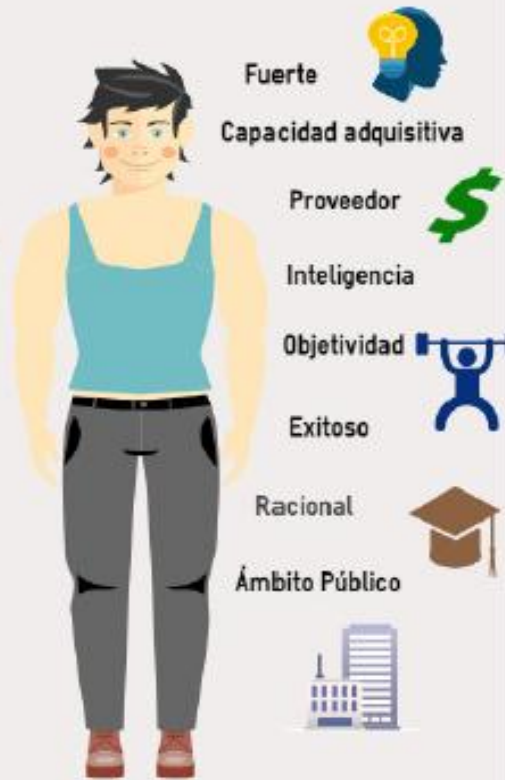 Fuerte
Capacidad adquisitiva
Proveedor
Inteligencia
Objetividad
Exitoso
Racional
Ámbito Público